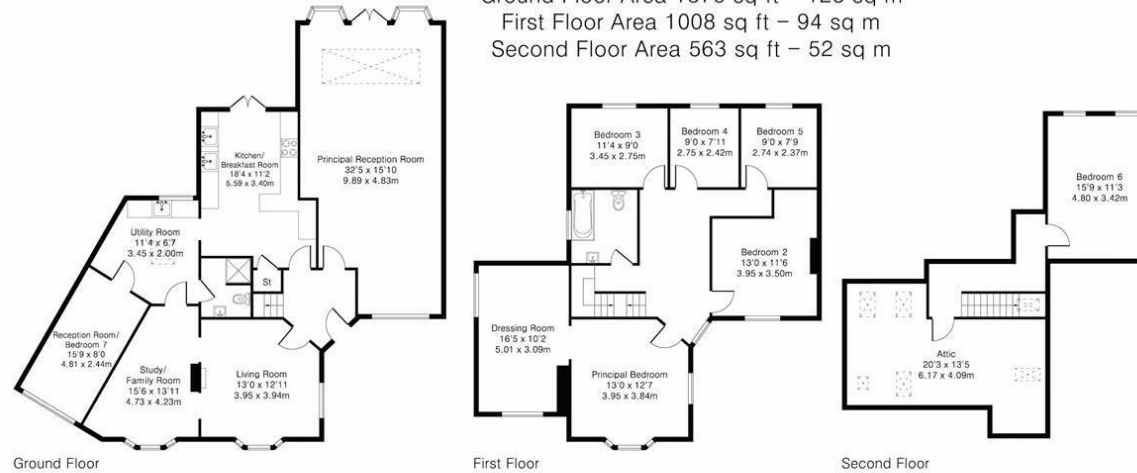 First Floor Area 1008 sq ft – 94 sq m
Second Floor Area 563 sq ft – 52 sq m
Kitchen/
Breakfast Room
18'4 x 11'2
5.59 x 3.40m
Principal Reception Room
32'5 x 15'10
9.89 x 4.83m
Utility Room
11'4 x 6'7
3.45 x 2.00m
St
Reception Room/
Bedroom 7
15'9 x 8'0
4.81 x 2.44m
Study/
Family Room
15'6 x 13'11
4.73 x 4.23m
Living Room
13'0 x 12'11
3.95 x 3.94m
Ground Floor
Bedroom 3
11'4 x 9'0
3.45 x 2.75m
Bedroom 4
9'0 x 7'11
2.75 x 2.42m
Bedroom 5
9'0 x 7'9
2.74 x 2.37m
Bedroom 2
13'0 x 11'6
3.95 x 3.50m
Dressing Room
16'5 x 10'2
5.01 x 3.09m
Principal Bedroom
13'0 x 12'7
3.95 x 3.84m
First Floor
Bedroom 6
15'9 x 11'3
4.80 x 3.42m
Attic
20'3 x 13'5
6.17 x 4.09m
Second Floor